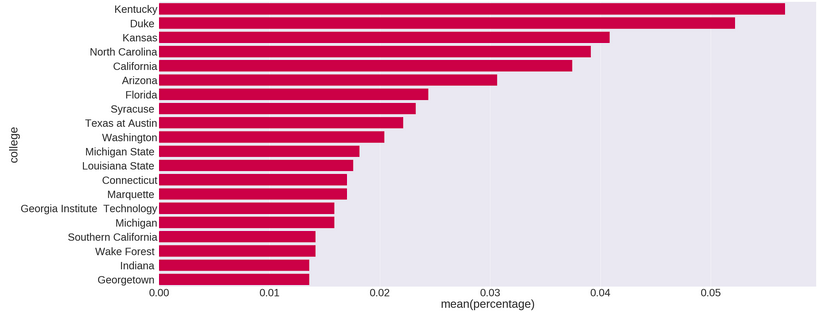 Kentucky
Duke
Kansas
North Carolina
California
Arizona
Florida
Syracuse
Texas at Austin
Washington
Michigan State
Louisiana State
Connecticut
Marquette
Georgia Institute  Technology
Michigan
Southern California
Wake Forest
Indiana
Georgetown
college
0.00 0.01 0.02 0.03 0.04 0.05
mean(percentage)